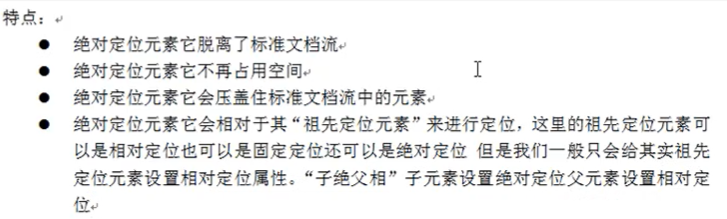 特点：
● 绝对定位元素它脱离了标准文档流
● 绝对定位元素它不再占用空间
● 绝对定位元素它会压盖住标准文档流中的元素
● 绝对定位元素它会相对于其“祖先定位元素”来进行定位，这里的祖先定位元素可
以是相对定位也可以是固定定位还可以是绝对定位 但是我们一般只会给其实祖先
定位元素设置相对定位属性。“子绝父相”子元素设置绝对定位父元素设置相对定
位